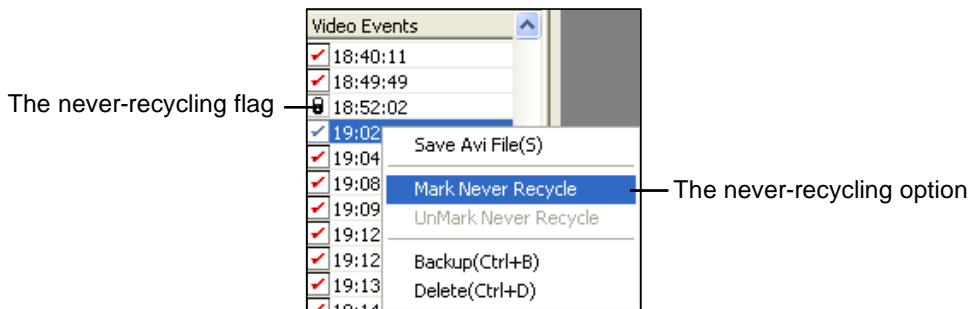 Video Events
18:40:11
18:49:49
The never-recycling flag
18:52:02
19:02
Save Avi File(S)
19:04
19:08
Mark Never Recycle
The never-recycling option
19:09
UnMark Never Recycle
19:12
19:12
Backup(Ctrl+B)
19:13
Delete(Ctrl+D)